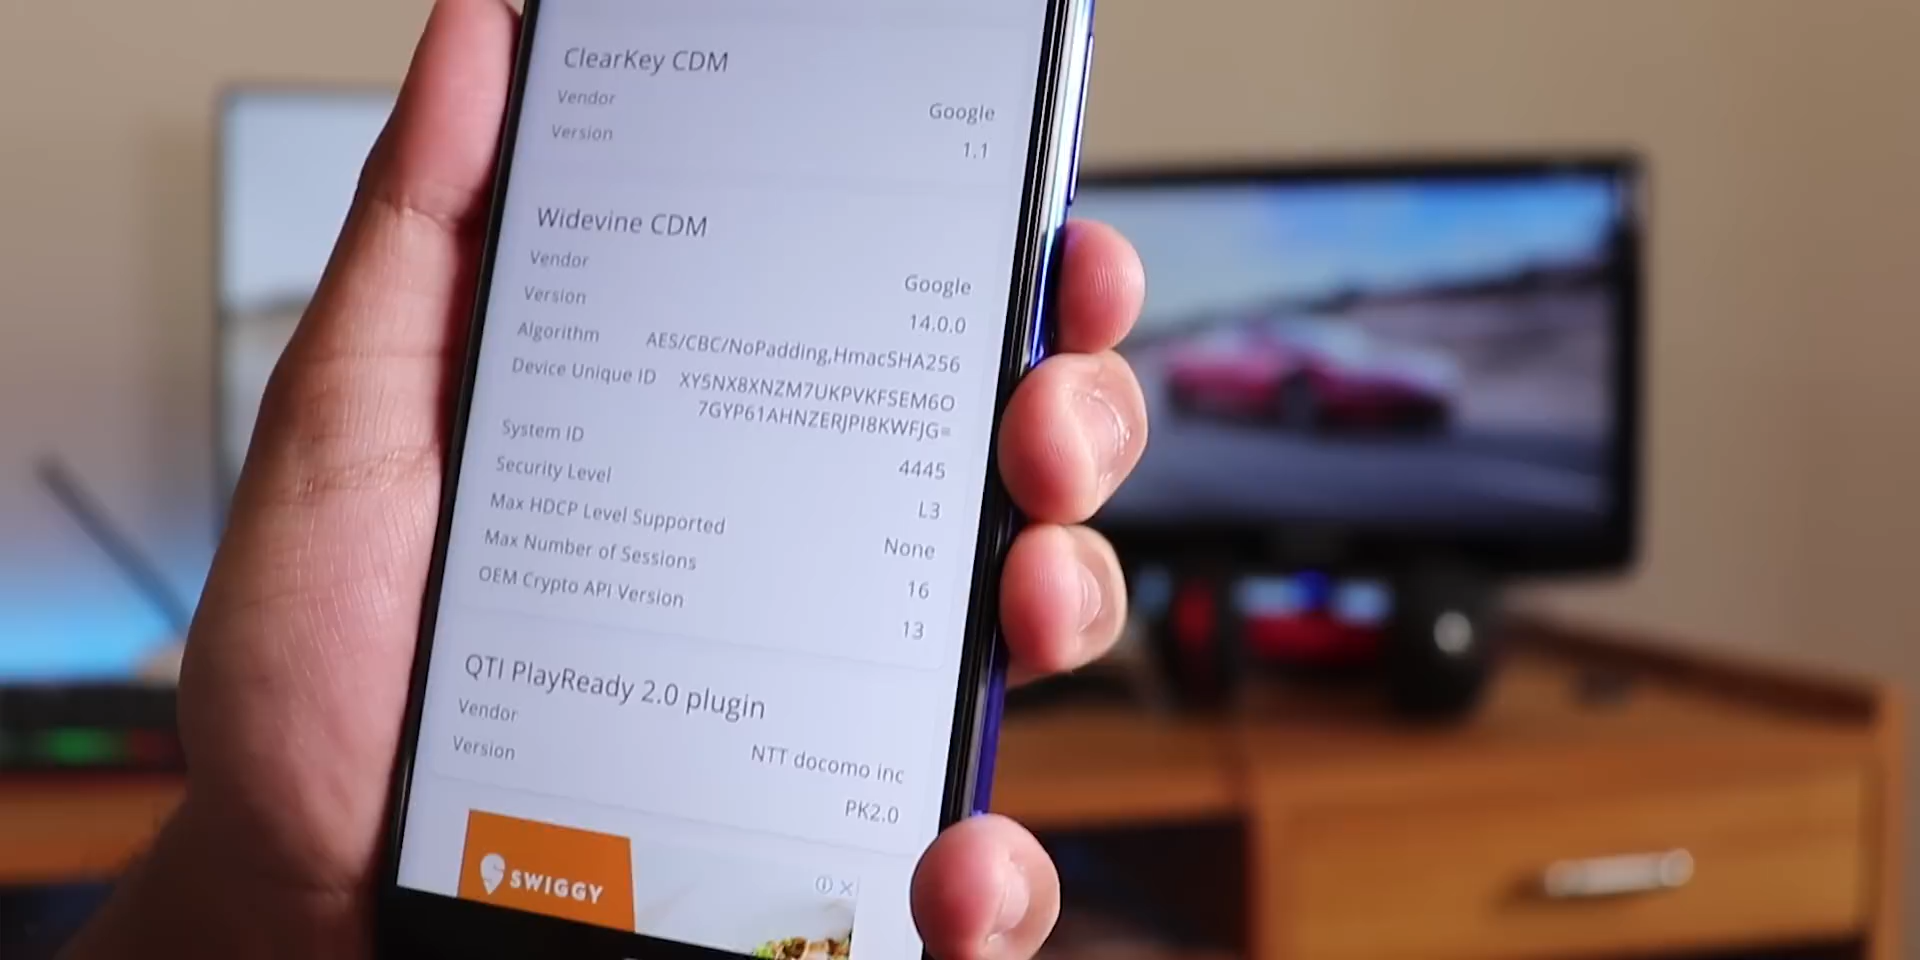 ClearKey CDM
Vendor Google
Version 1.1
Widevine CDM
Vendor Google
Version 14.0.0
Algorithm AES/CBC/NoPadding,HmacSHA256
Device Unique ID XY5NX8XNZM7UKPVKFSEM6O
7GYP61AHNZERJPI8KWFJG=
System ID 4445
Security Level L3
Max HDCP Level Supported None
Max Number of Sessions 16
OEM Crypto API Version 13
QTI PlayReady 2.0 plugin
Vendor NTT docomo inc
Version PK2.0
SWIGGY